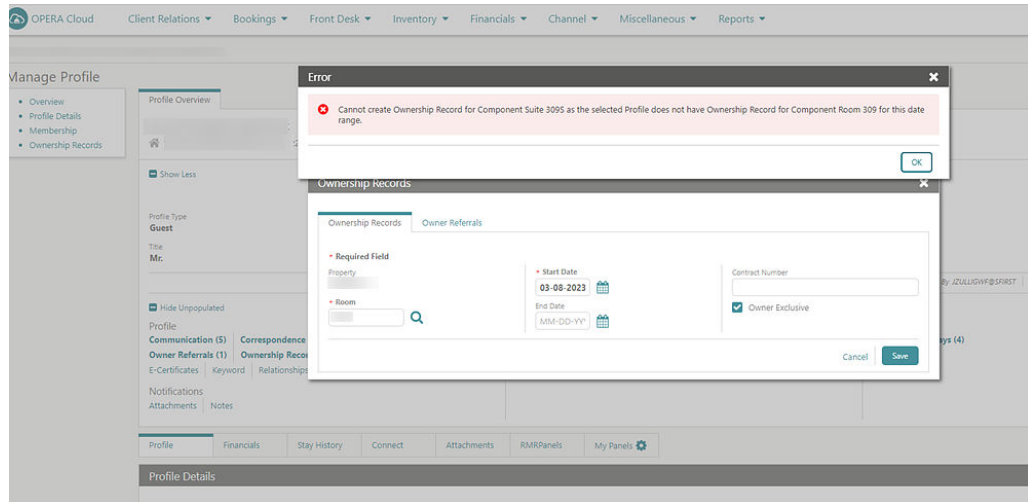 OPERA Cloud Client Relations Bookings Front Desk Inventory Financials Channel Miscellaneous Reports
Manage Profile
Overview
Profile Details
Membership
Ownership Records
Profile Overview
Error
Cannot create Ownership Record for Component Suite 309S as the selected Profile does not have Ownership Record for Component Room 309 for this date
range.
OK
Show Less
Profile Type
Guest
Title
Mr.
Ownership Records
Ownership Records Owner Referrals
* Required Field
Property
* Room
* Start Date
03-08-2023
End Date
MM-DD-YY
Contract Number
Owner Exclusive
Cancel Save
By JZULLIGWF@SFIRST
Hide Unpopulated
Profile
Communication (5) Correspondence
Owner Referrals (1) Ownership Reco
E-Certificates Keyword Relationships
ays (4)
Notifications
Attachments Notes
Profile Financials Stay History Connect Attachments RMRPanels My Panels
Profile Details